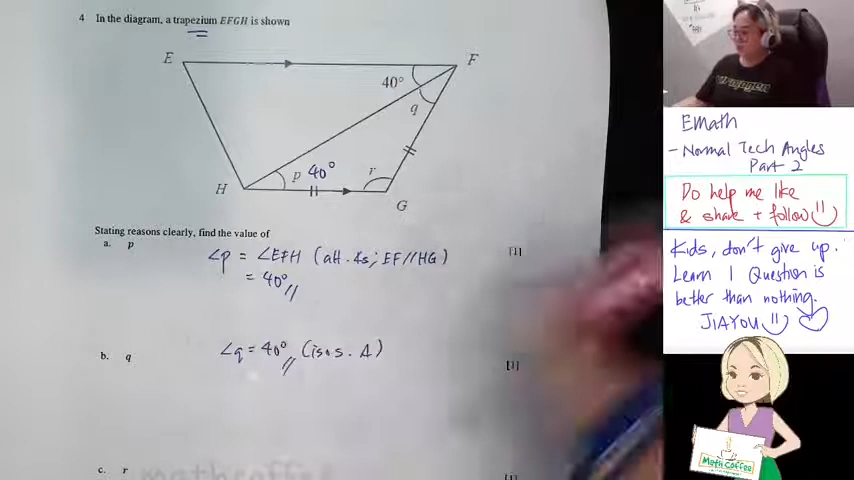 4 In the diagram, a trapezium EFGH is shown
E
F
40°
q
H
p 40°
r
G
Stating reasons clearly, find the value of
a. p
∠p = ∠EFH (alt. ∠s; EF//HG)
= 40°//
[1]
b. q
∠q = 40°// (isos. Δ)
[1]
c. r
[1]
math coffee
EMath
- Normal Tech Angles
Part 2
Do help me like
& share + follow
Kids, don't give up.
Learn 1 Question is
better than nothing.
JIAYOU
Math Coffee